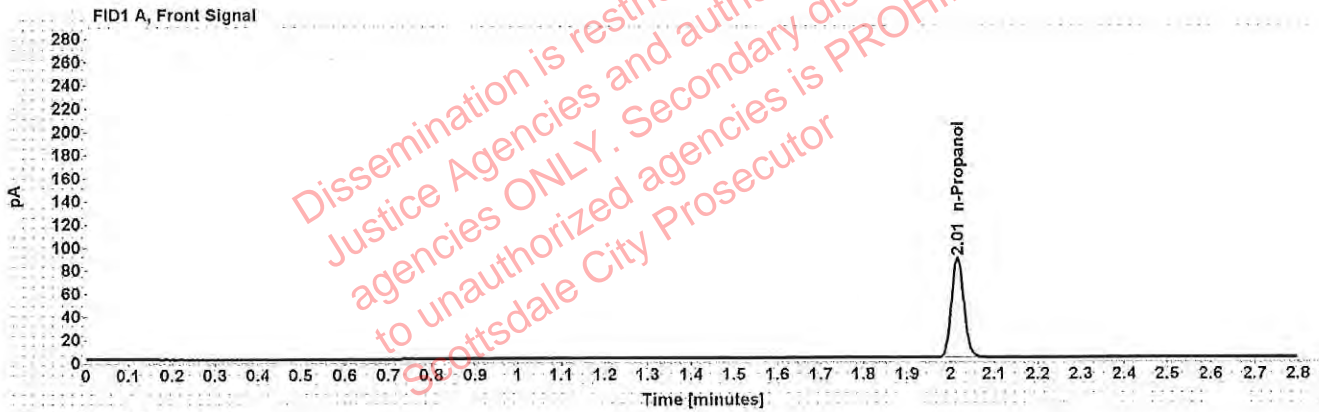 FID1 A, Front Signal
280
260
240
220
200
180
160
140
120
100
80
60
40
20
0
pA
2.01 n-Propanol
0 0.1 0.2 0.3 0.4 0.5 0.6 0.7 0.8 0.9 1 1.1 1.2 1.3 1.4 1.5 1.6 1.7 1.8 1.9 2 2.1 2.2 2.3 2.4 2.5 2.6 2.7 2.8
Time [minutes]
Dissemination is
Justice Agencies and
agencies ONLY. Secondary
to unauthorized agencies is
Scottsdale City Prosecutor